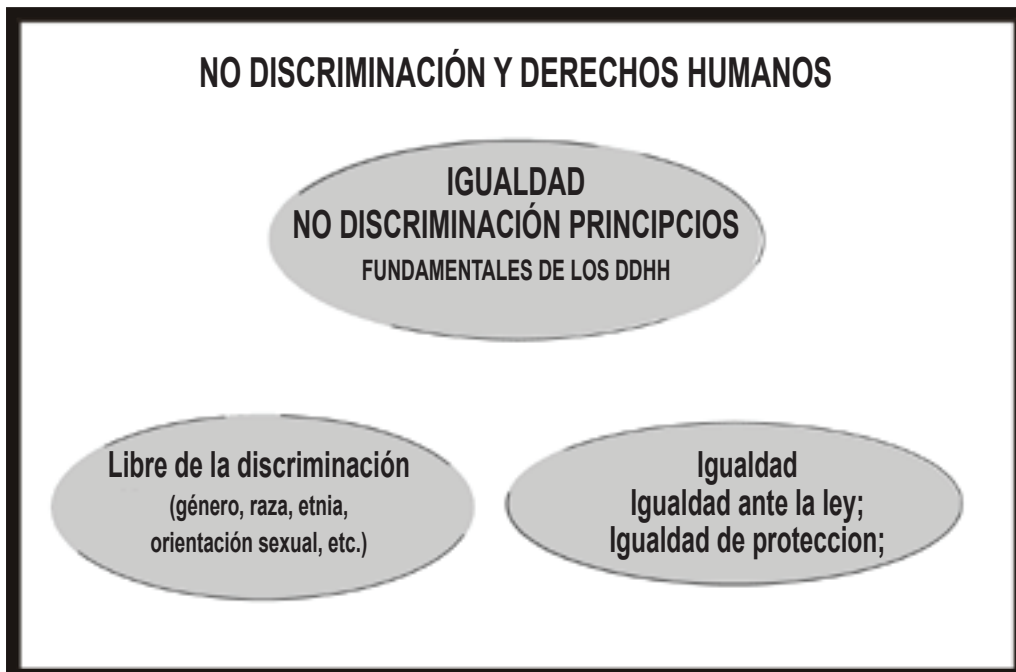 NO DISCRIMINACIÓN Y DERECHOS HUMANOS
IGUALDAD
NO DISCRIMINACIÓN PRINCIPCIOS
FUNDAMENTALES DE LOS DDHH
Libre de la discriminación
(género, raza, etnia,
orientación sexual, etc.)
Igualdad
Igualdad ante la ley;
Igualdad de proteccion;